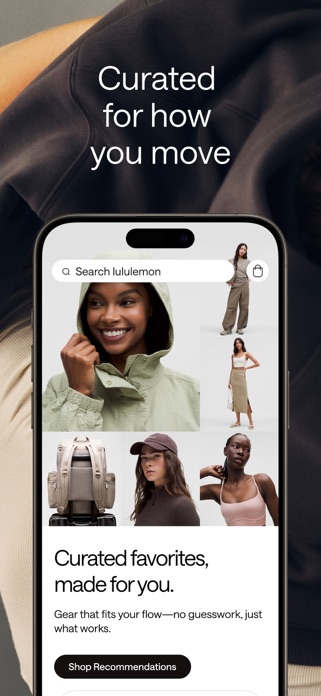 Curated
for how
you move
Search lululemon
Curated favorites,
made for you.
Gear that fits your flow—no guesswork, just
what works.
Shop Recommendations